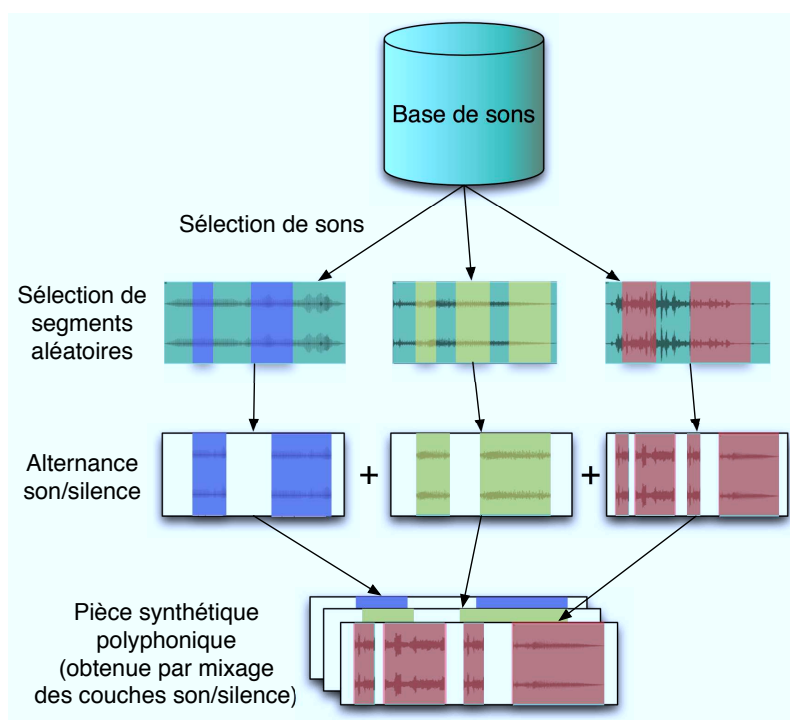 Base de sons
Sélection de sons
Sélection de
segments
aléatoires
Alternance
son/silence
+
+
Pièce synthétique
polyphonique
(obtenue par mixage
des couches son/silence)